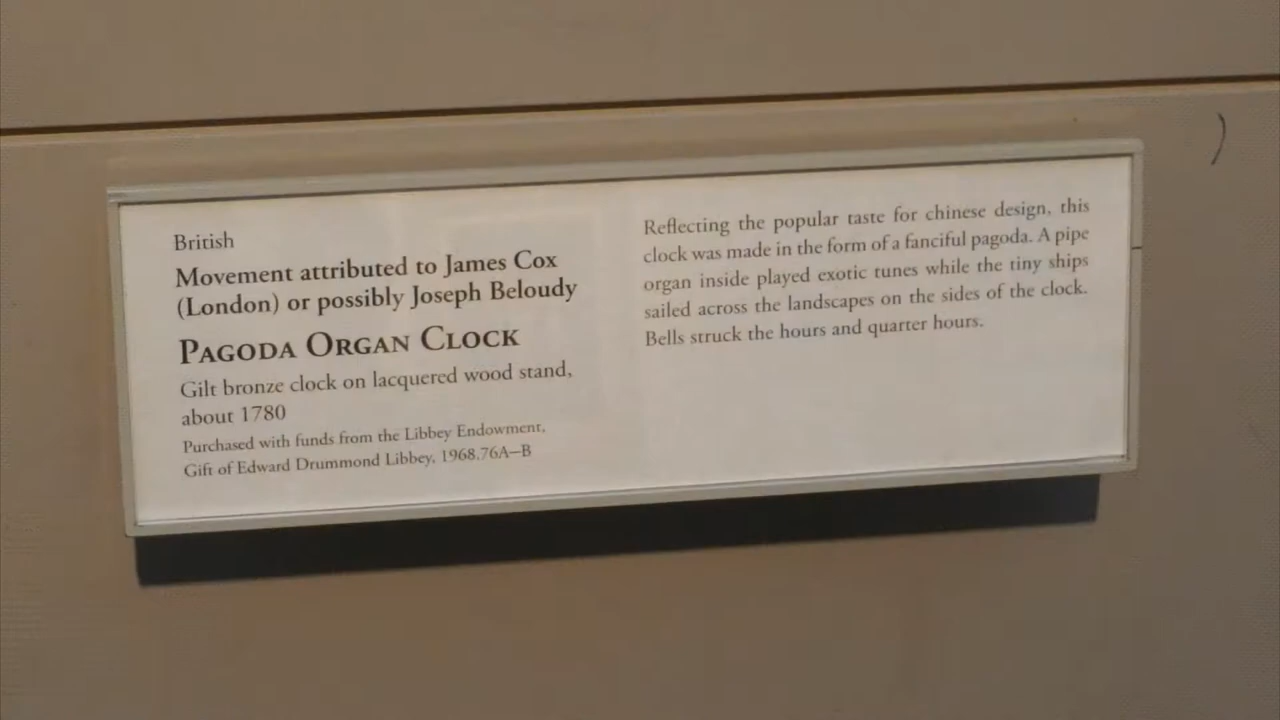 British
Movement attributed to James Cox
(London) or possibly Joseph Beloudy
PAGODA ORGAN CLOCK
Gilt bronze clock on lacquered wood stand,
about 1780
Purchased with funds from the Libbey Endowment,
Gift of Edward Drummond Libbey, 1968.76A–B
Reflecting the popular taste for chinese design, this
clock was made in the form of a fanciful pagoda. A pipe
organ inside played exotic tunes while the tiny ships
sailed across the landscapes on the sides of the clock.
Bells struck the hours and quarter hours.